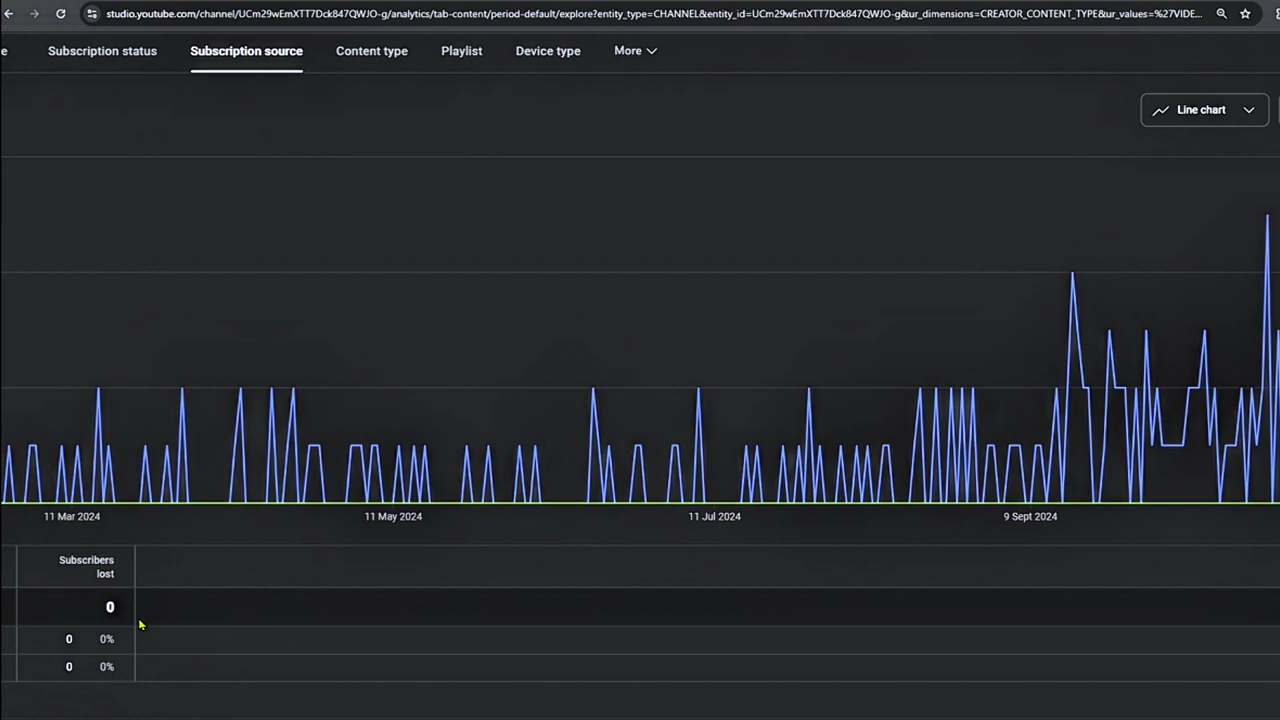 studio.youtube.com/channel/UCm29wEmXTT7Dck847QWJO-g/analytics/tab-content/period-default/explore?entity_type=CHANNEL&entity_id=UCm29wEmXTT7Dck847QWJO-g&ur_dimensions=CREATOR_CONTENT_TYPE&ur_values=%27VIDE...
e Subscription status Subscription source Content type Playlist Device type More
Line chart
11 Mar 2024 11 May 2024 11 Jul 2024 9 Sept 2024
Subscribers
lost
0
0 0%
0 0%